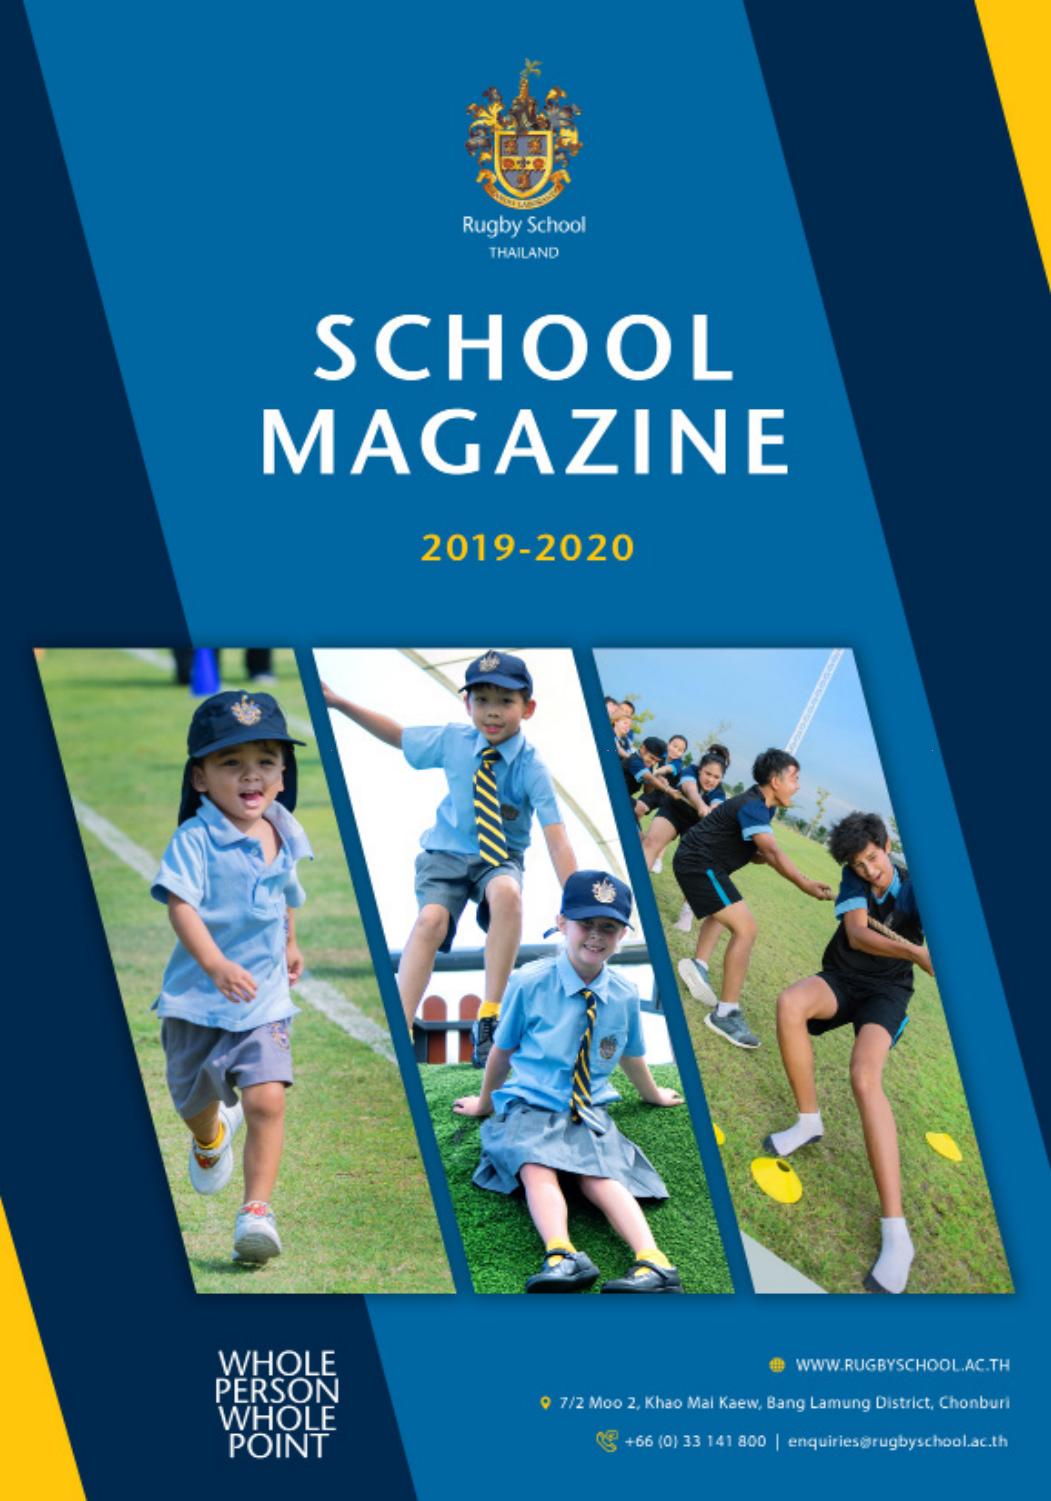 Rugby School
THAILAND
SCHOOL
MAGAZINE
2019-2020
WHOLE
PERSON
WHOLE
POINT
WWW.RUGBYSCHOOL.AC.TH
7/2 Moo 2, Khao Mai Kaew, Bang Lamung District, Chonburi
+66 (0) 33 141 800 | enquiries@rugbyschool.ac.th